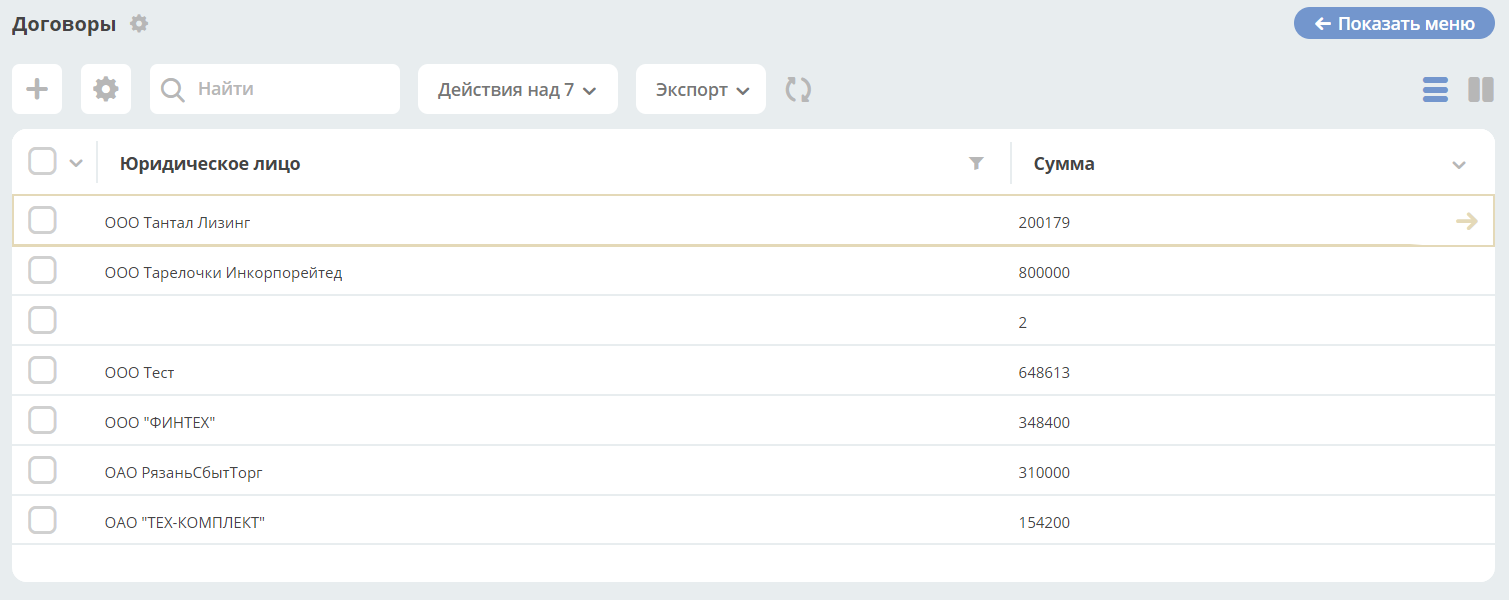 Договоры
Показать меню
Найти
Действия над 7
Экспорт
Юридическое лицо Сумма
ООО Тантал Лизинг 200179
ООО Тарелочки Инкорпорейтед 800000
2
ООО Тест 648613
ООО "ФИНТЕХ" 348400
ОАО РязаньСбытТорг 310000
ОАО "ТЕХ-КОМПЛЕКТ" 154200